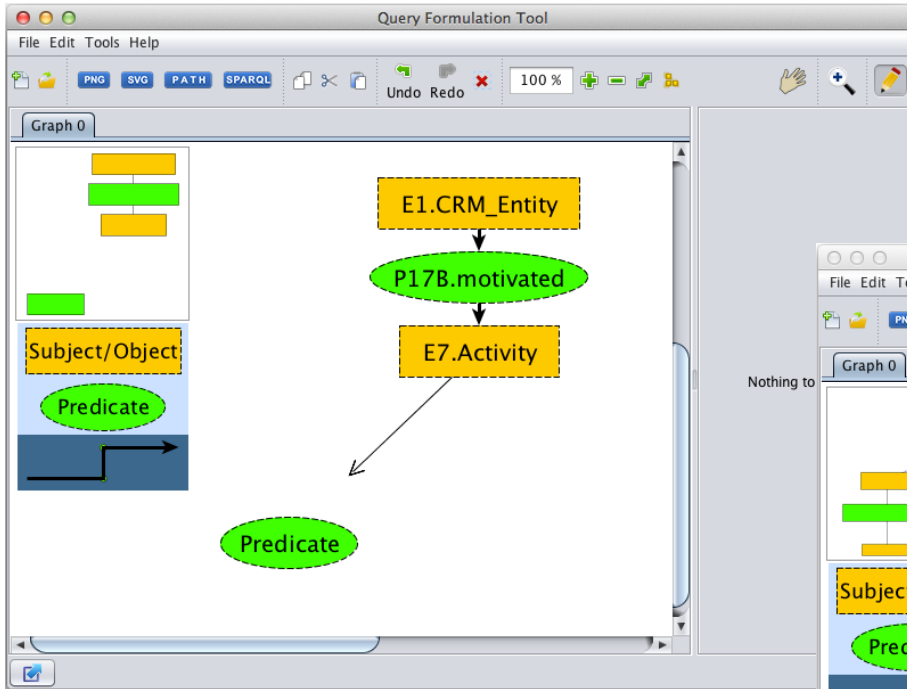 Query Formulation Tool
File Edit Tools Help
PNG SVG PATH SPARQL Undo Redo 100 %
Graph 0
E1.CRM_Entity
P17B.motivated
E7.Activity
Subject/Object
Predicate
Predicate
Nothing to
File Edit
Graph 0